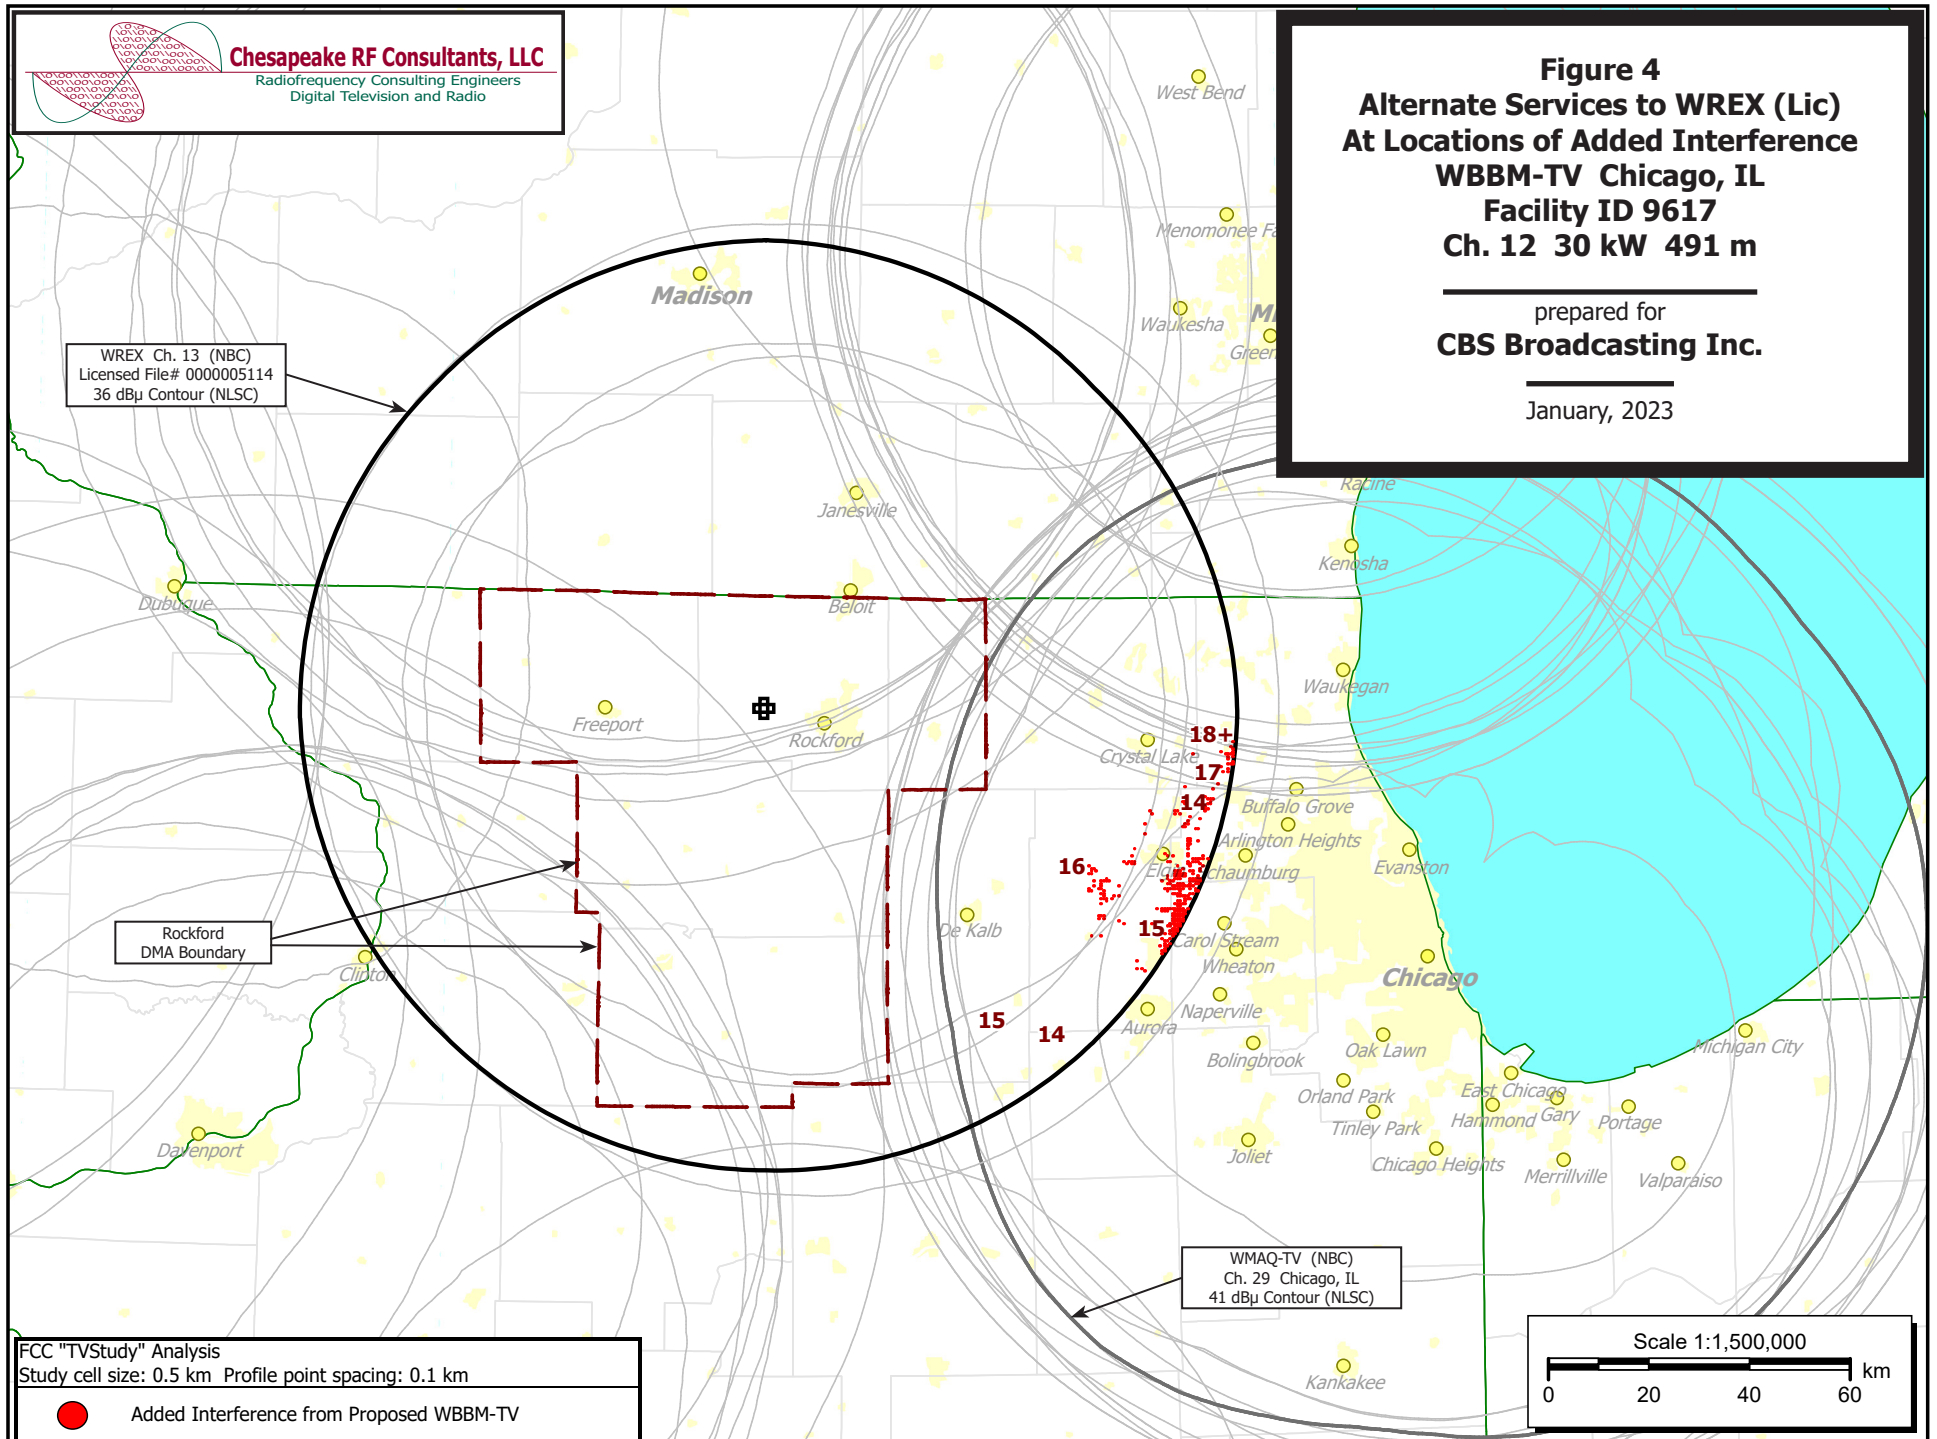 Chesapeake RF Consultants, LLC
Radiofrequency Consulting Engineers
Digital Television and Radio
Figure 4
Alternate Services to WREX (Lic)
At Locations of Added Interference
WBBM-TV Chicago, IL
Facility ID 9617
Ch. 12 30 kW 491 m
prepared for
CBS Broadcasting Inc.
January, 2023
West Bend
Menomonee Fa
Madison
Waukesha
Mi
Green
WREX Ch. 13 (NBC)
Licensed File# 0000005114
36 dBµ Contour (NLSC)
Racine
Janesville
Kenosha
Dubuque
Beloit
Waukegan
Freeport
Rockford
18+
Crystal Lake
17
14
Buffalo Grove
Arlington Heights
16
Elgi
chaumburg
Evanston
De Kalb
15
Carol Stream
Rockford
DMA Boundary
Wheaton
Clinton
Chicago
Naperville
15
14
Aurora
Bolingbrook
Oak Lawn
Michigan City
Orland Park
East Chicago
Hammond
Gary
Portage
Tinley Park
Davenport
Joliet
Chicago Heights
Merrillville
Valparaiso
WMAQ-TV (NBC)
Ch. 29 Chicago, IL
41 dBµ Contour (NLSC)
Kankakee
Scale 1:1,500,000
km
0 20 40 60
FCC "TVStudy" Analysis
Study cell size: 0.5 km Profile point spacing: 0.1 km
Added Interference from Proposed WBBM-TV